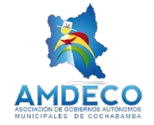 AMDECO
ASOCIACIÓN DE GOBIERNOS AUTÓNOMOS
MUNICIPALES DE COCHABAMBA